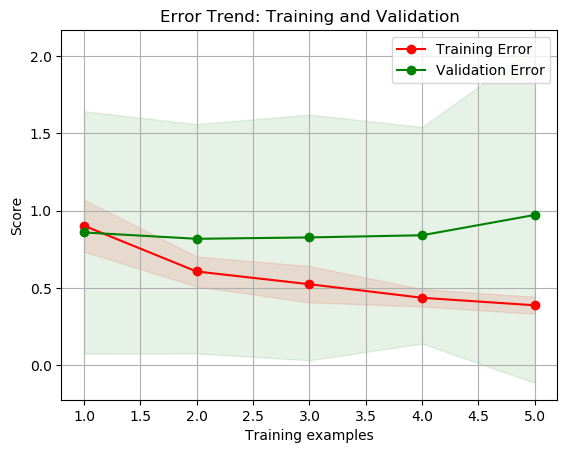 Error Trend: Training and Validation
Training Error
Validation Error
2.0
1.5
1.0
0.5
0.0
Score
1.0 1.5 2.0 2.5 3.0 3.5 4.0 4.5 5.0
Training examples